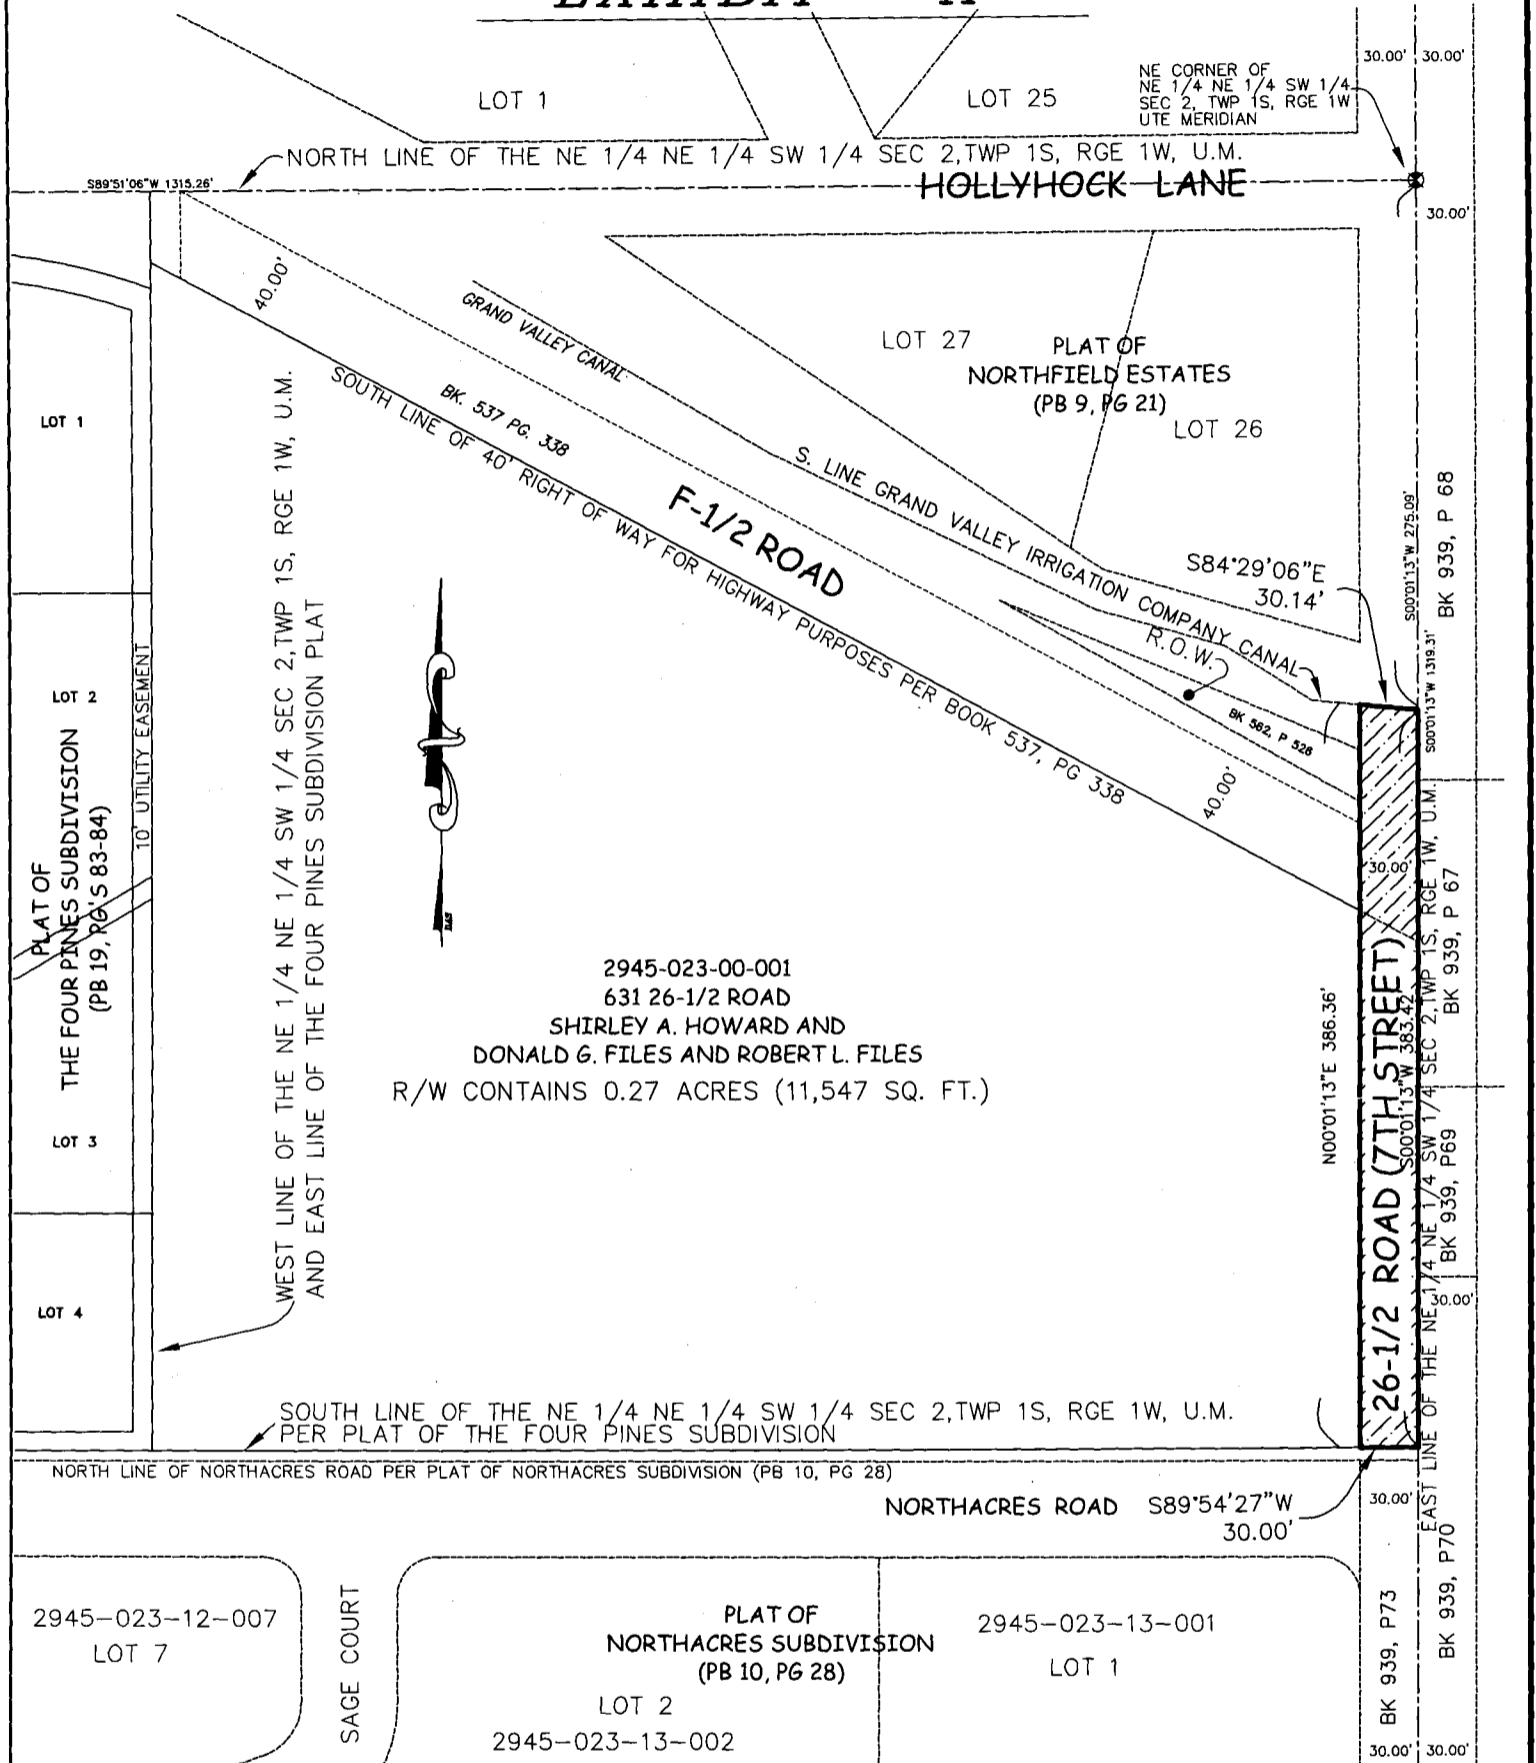 30.00' 30.00'
LOT 1
LOT 25
NE CORNER OF
NE 1/4 NE 1/4 SW 1/4
SEC 2, TWP 1S, RGE 1W
UTE MERIDIAN
NORTH LINE OF THE NE 1/4 NE 1/4 SW 1/4 SEC 2,TWP 1S, RGE 1W, U.M.
S89°51'06"W 1315.26'
HOLLYHOCK LANE
30.00'
40.00'
GRAND VALLEY CANAL
BK. 537 PG. 338
SOUTH LINE OF 40' RIGHT OF WAY FOR HIGHWAY PURPOSES PER BOOK 537, PG 338
F-1/2 ROAD
S. LINE GRAND VALLEY IRRIGATION COMPANY CANAL
LOT 27
PLAT OF
NORTHFIELD ESTATES
(PB 9, PG 21)
LOT 26
S84°29'06"E
30.14'
R.O.W.
BK 562, P 526
40.00'
S00°01'13"W 275.09'
BK 939, P 68
S00°01'13"W 1319.31'
LOT 1
LOT 2
LOT 3
LOT 4
PLAT OF
THE FOUR PINES SUBDIVISION
(PB 19, PG'S 83-84)
10' UTILITY EASEMENT
WEST LINE OF THE NE 1/4 NE 1/4 SW 1/4 SEC 2,TWP 1S, RGE 1W, U.M.
AND EAST LINE OF THE FOUR PINES SUBDIVISION PLAT
2945-023-00-001
631 26-1/2 ROAD
SHIRLEY A. HOWARD AND
DONALD G. FILES AND ROBERT L. FILES
R/W CONTAINS 0.27 ACRES (11,547 SQ. FT.)
N00°01'13"E 386.36'
30.00'
26-1/2 ROAD (7TH STREET)
S00°01'13"W 383.42'
EAST LINE OF THE NE 1/4 NE 1/4 SW 1/4 SEC 2,TWP 1S, RGE 1W, U.M.
BK 939, P 67
BK 939, P69
30.00'
SOUTH LINE OF THE NE 1/4 NE 1/4 SW 1/4 SEC 2,TWP 1S, RGE 1W, U.M.
PER PLAT OF THE FOUR PINES SUBDIVISION
NORTH LINE OF NORTHACRES ROAD PER PLAT OF NORTHACRES SUBDIVISION (PB 10, PG 28)
NORTHACRES ROAD
S89°54'27"W
30.00'
30.00'
BK 939, P70
BK 939, P73
2945-023-12-007
LOT 7
SAGE COURT
PLAT OF
NORTHACRES SUBDIVISION
(PB 10, PG 28)
LOT 2
2945-023-13-002
2945-023-13-001
LOT 1
30.00' 30.00'